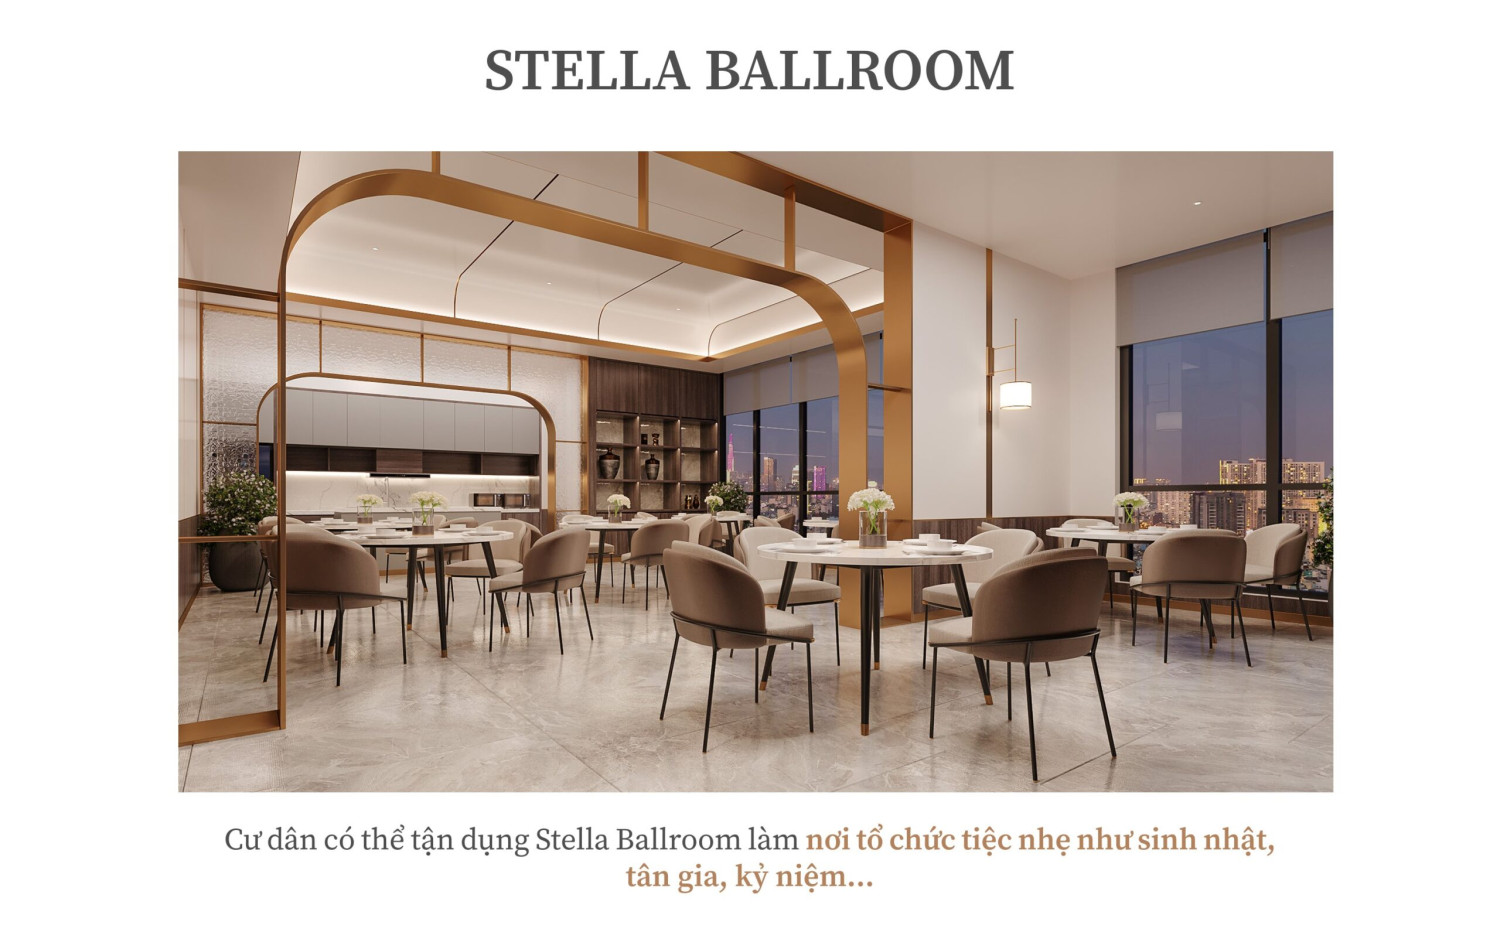 STELLA BALLROOM
Cư dân có thể tận dụng Stella Ballroom làm nơi tổ chức tiệc nhẹ như sinh nhật,
tân gia, kỷ niệm...